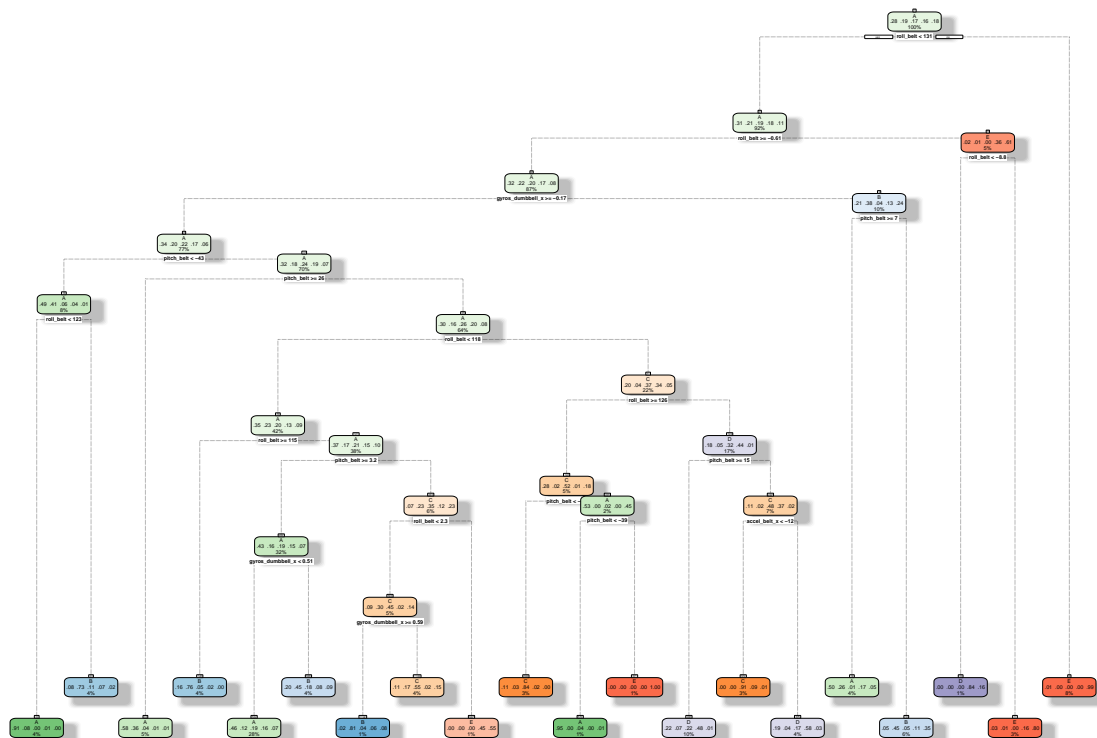 A
.28 .19 .17 .16 .18
100%
roll_belt < 131
A
.31 .21 .19 .18 .11
92%
roll_belt >= −0.61
E
.02 .01 .00 .36 .61
5%
roll_belt < −8.6
A
.32 .22 .20 .17 .08
87%
gyros_dumbbell_x >= −0.17
B
.21 .38 .04 .13 .24
10%
pitch_belt >= 7
A
.34 .20 .22 .17 .06
77%
pitch_belt < −43
A
.32 .18 .24 .19 .07
70%
pitch_belt >= 26
A
.49 .41 .06 .04 .01
8%
roll_belt < 123
A
.30 .16 .26 .20 .08
64%
roll_belt < 118
C
.20 .04 .37 .34 .05
22%
roll_belt >= 126
A
.35 .23 .20 .13 .09
42%
roll_belt >= 115
A
.37 .17 .21 .15 .10
38%
pitch_belt >= 3.2
D
.18 .05 .32 .44 .01
17%
pitch_belt >= 15
C
.28 .02 .52 .01 .18
5%
pitch_belt < −
A
.53 .00 .02 .00 .45
2%
pitch_belt < −39
C
.07 .23 .35 .12 .23
6%
roll_belt < 2.3
C
.11 .02 .48 .37 .02
7%
accel_belt_x < −12
A
.43 .16 .19 .15 .07
32%
gyros_dumbbell_x < 0.51
C
.09 .30 .45 .02 .14
5%
gyros_dumbbell_x >= 0.59
B
.08 .73 .11 .07 .02
4%
B
.16 .76 .05 .02 .00
4%
B
.20 .45 .18 .08 .09
4%
C
.11 .17 .55 .02 .15
4%
C
.11 .03 .84 .02 .00
3%
E
.00 .00 .00 .00 1.00
1%
C
.00 .00 .91 .09 .01
3%
A
.50 .26 .01 .17 .05
4%
D
.00 .00 .00 .84 .16
1%
E
.01 .00 .00 .00 .99
8%
A
.91 .08 .00 .01 .00
4%
A
.58 .36 .04 .01 .01
5%
A
.46 .12 .19 .16 .07
28%
B
.02 .81 .04 .06 .06
1%
E
.00 .00 .00 .45 .55
1%
A
.95 .00 .04 .00 .01
1%
D
.22 .07 .22 .48 .01
10%
D
.19 .04 .17 .58 .03
4%
B
.05 .45 .05 .11 .35
6%
E
.03 .01 .00 .16 .80
3%